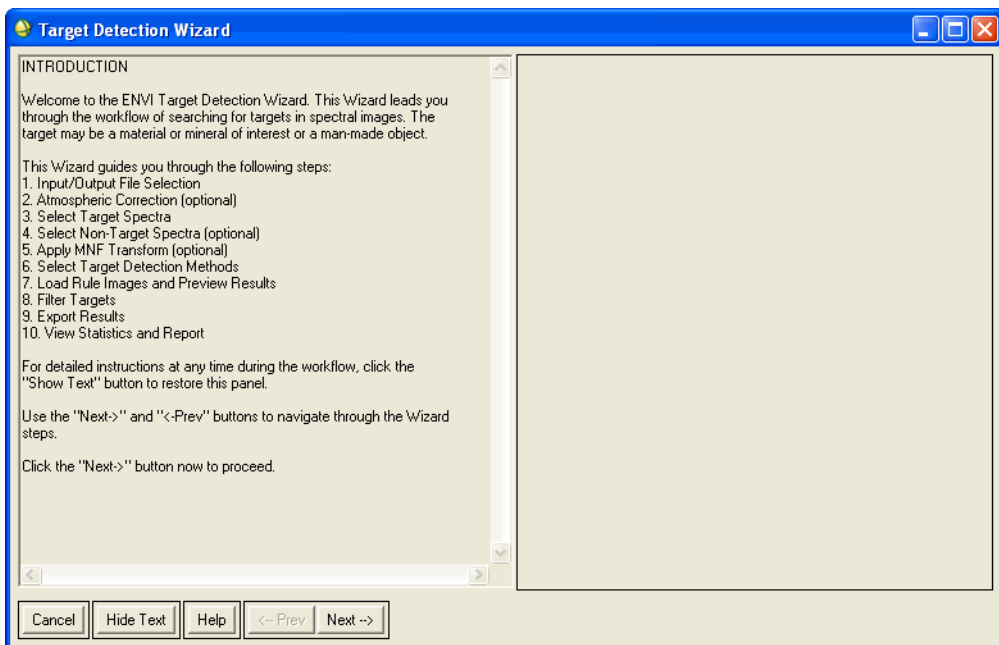 Target Detection Wizard
INTRODUCTION
Welcome to the ENVI Target Detection Wizard. This Wizard leads you
through the workflow of searching for targets in spectral images. The
target may be a material or mineral of interest or a man-made object.
This Wizard guides you through the following steps:
1. Input/Output File Selection
2. Atmospheric Correction (optional)
3. Select Target Spectra
4. Select Non-Target Spectra (optional)
5. Apply MNF Transform (optional)
6. Select Target Detection Methods
7. Load Rule Images and Preview Results
8. Filter Targets
9. Export Results
10. View Statistics and Report
For detailed instructions at any time during the workflow, click the
"Show Text" button to restore this panel.
Use the "Next->" and "<-Prev" buttons to navigate through the Wizard
steps.
Click the "Next->" button now to proceed.
Cancel Hide Text Help <-- Prev Next -->